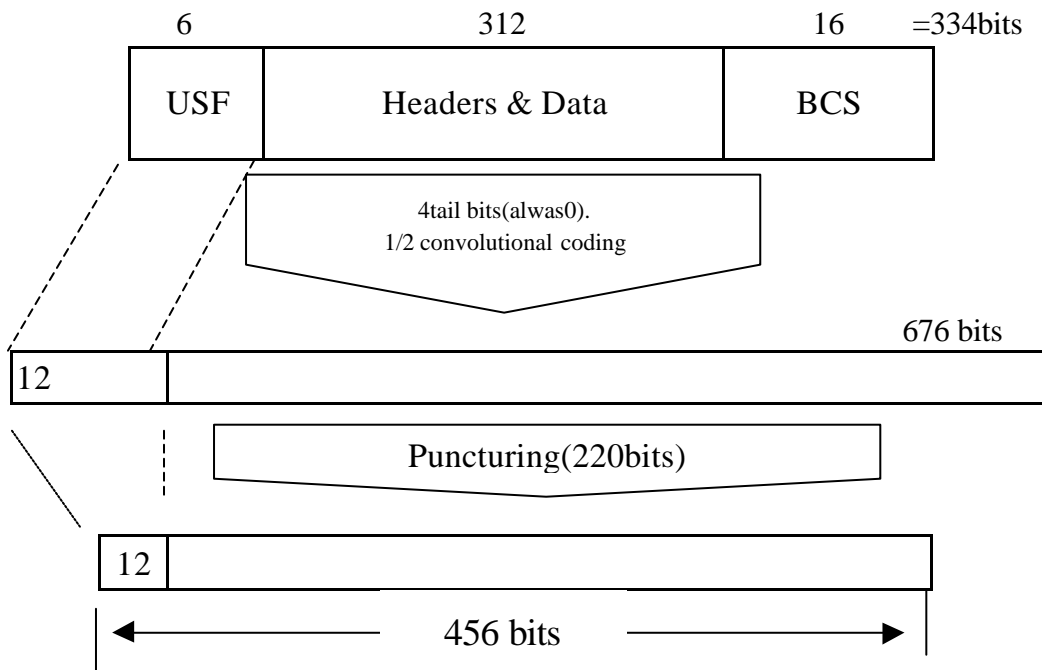 6 312 16 =334bits
USF Headers & Data BCS
4tail bits(alwas0).
1/2 convolutional coding
676 bits
12
Puncturing(220bits)
12
456 bits